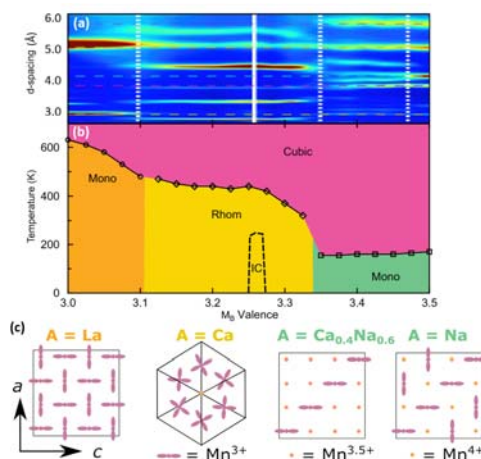 (a)
d-spacing (Å)
6.0
5.0
4.0
3.0
(b)
Temperature (K)
600
400
200
0
Cubic
Mono
Rhom
IC
Mono
3.0 3.1 3.2 3.3 3.4 3.5
M_B Valence
(c)
A = La A = Ca A = Ca₀.₄Na₀.₆ A = Na
a
c
= Mn³⁺ = Mn³·⁵⁺ = Mn⁴⁺